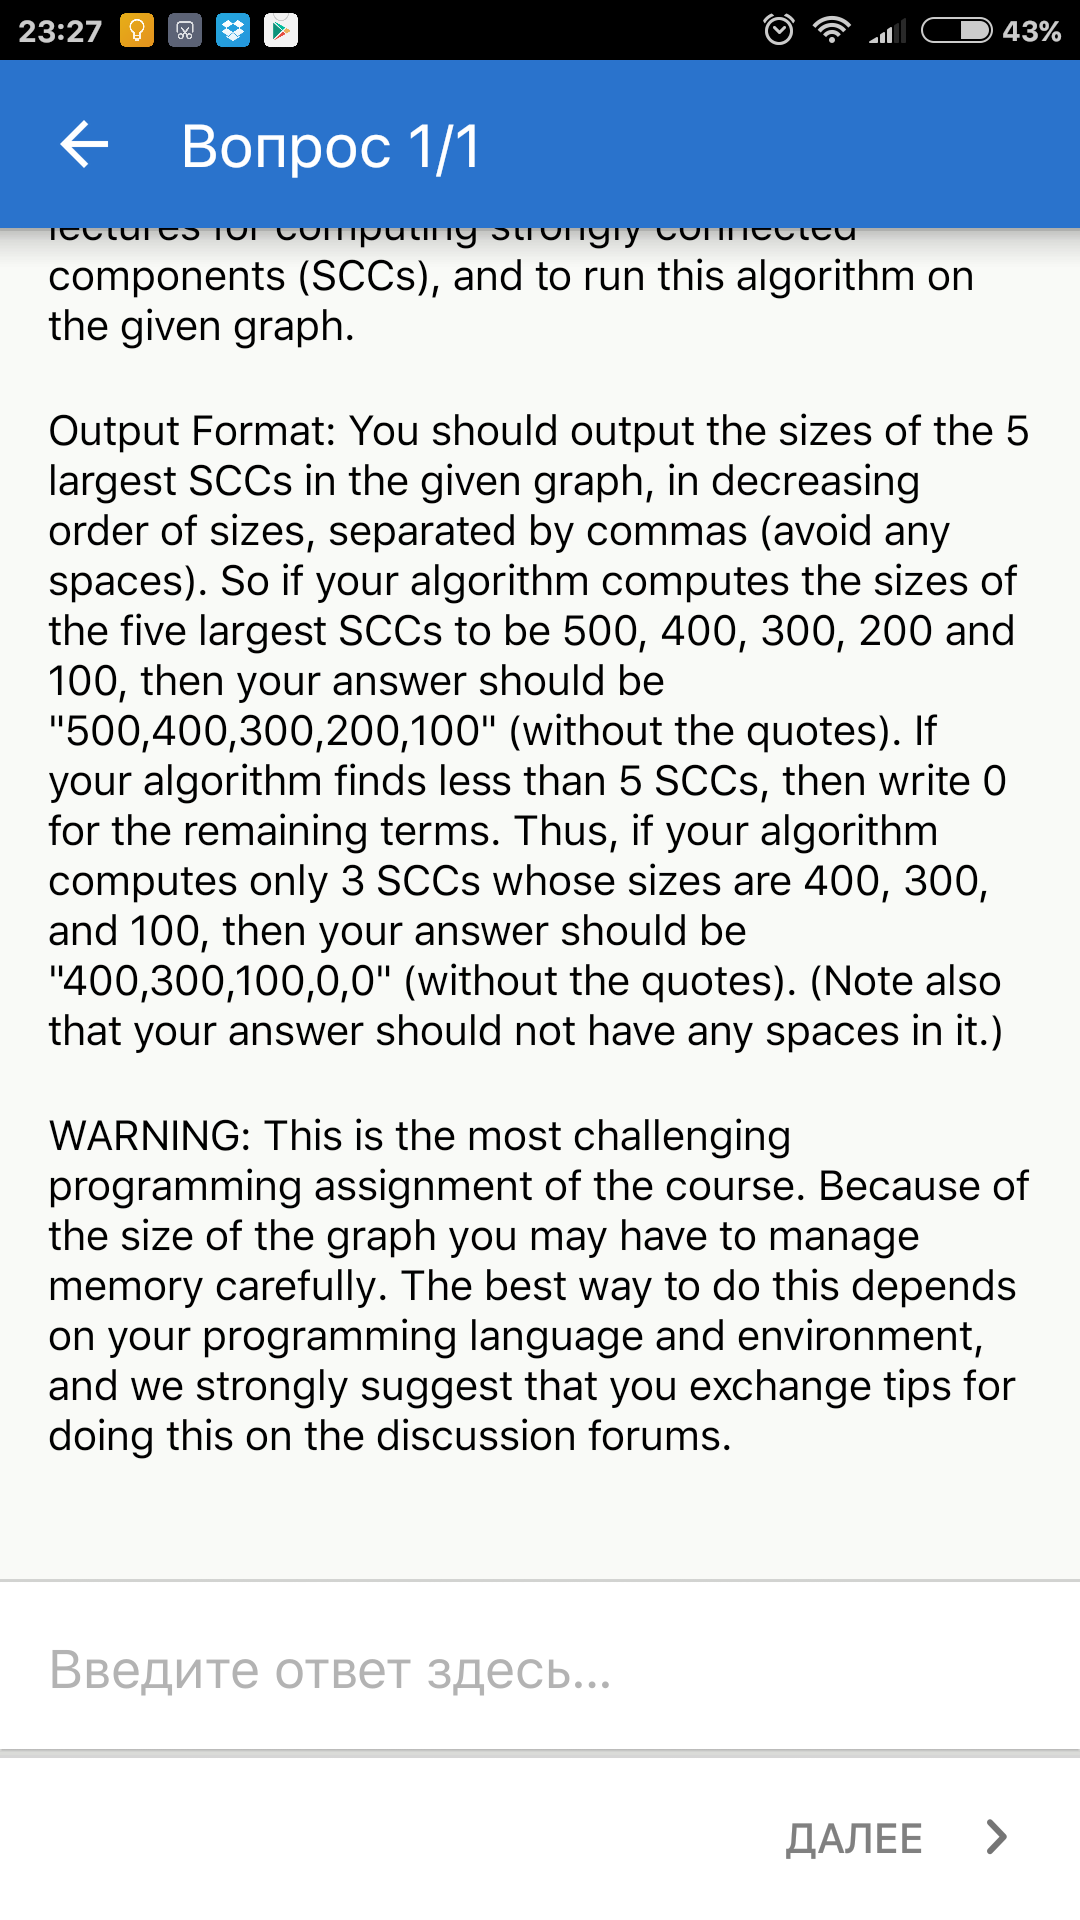 23:27
43%
Вопрос 1/1
lectures for computing strongly connected
components (SCCs), and to run this algorithm on
the given graph.
Output Format: You should output the sizes of the 5
largest SCCs in the given graph, in decreasing
order of sizes, separated by commas (avoid any
spaces). So if your algorithm computes the sizes of
the five largest SCCs to be 500, 400, 300, 200 and
100, then your answer should be
"500,400,300,200,100" (without the quotes). If
your algorithm finds less than 5 SCCs, then write 0
for the remaining terms. Thus, if your algorithm
computes only 3 SCCs whose sizes are 400, 300,
and 100, then your answer should be
"400,300,100,0,0" (without the quotes). (Note also
that your answer should not have any spaces in it.)
WARNING: This is the most challenging
programming assignment of the course. Because of
the size of the graph you may have to manage
memory carefully. The best way to do this depends
on your programming language and environment,
and we strongly suggest that you exchange tips for
doing this on the discussion forums.
Введите ответ здесь...
ДАЛЕЕ